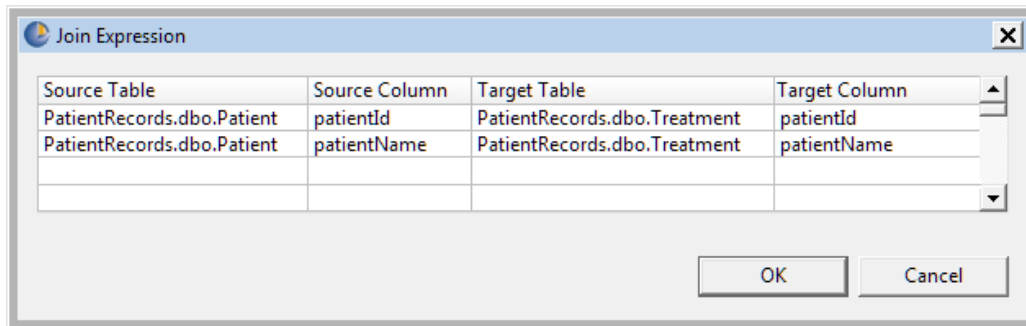 Join Expression
Source Table Source Column Target Table Target Column
PatientRecords.dbo.Patient patientId PatientRecords.dbo.Treatment patientId
PatientRecords.dbo.Patient patientName PatientRecords.dbo.Treatment patientName
OK Cancel